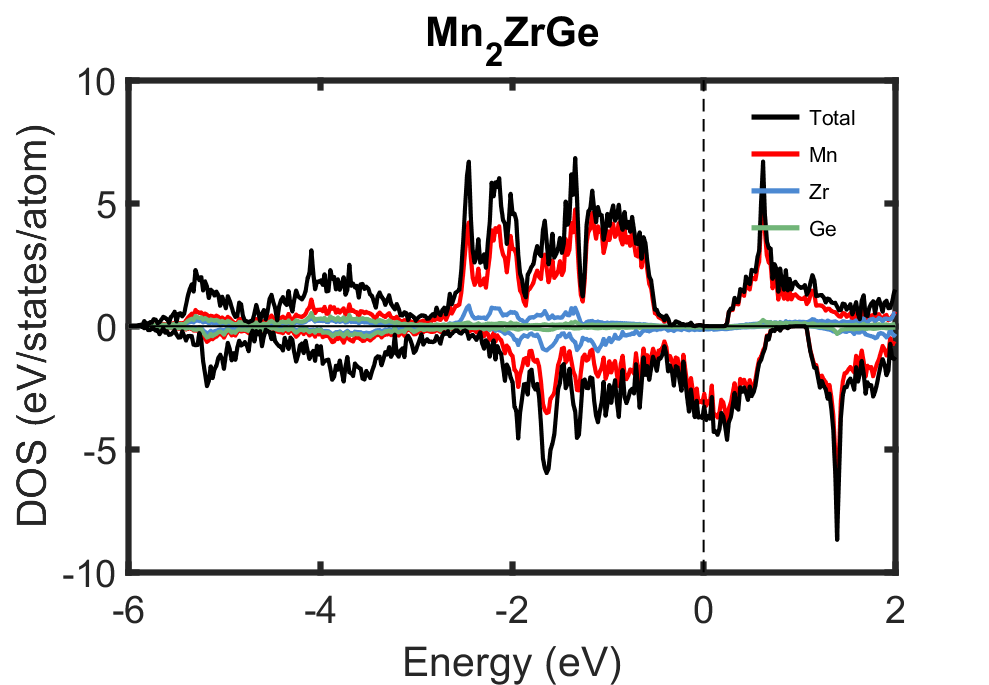 Mn2ZrGe
10
5
0
-5
-10
DOS (eV/states/atom)
Total
Mn
Zr
Ge
-6 -4 -2 0 2
Energy (eV)